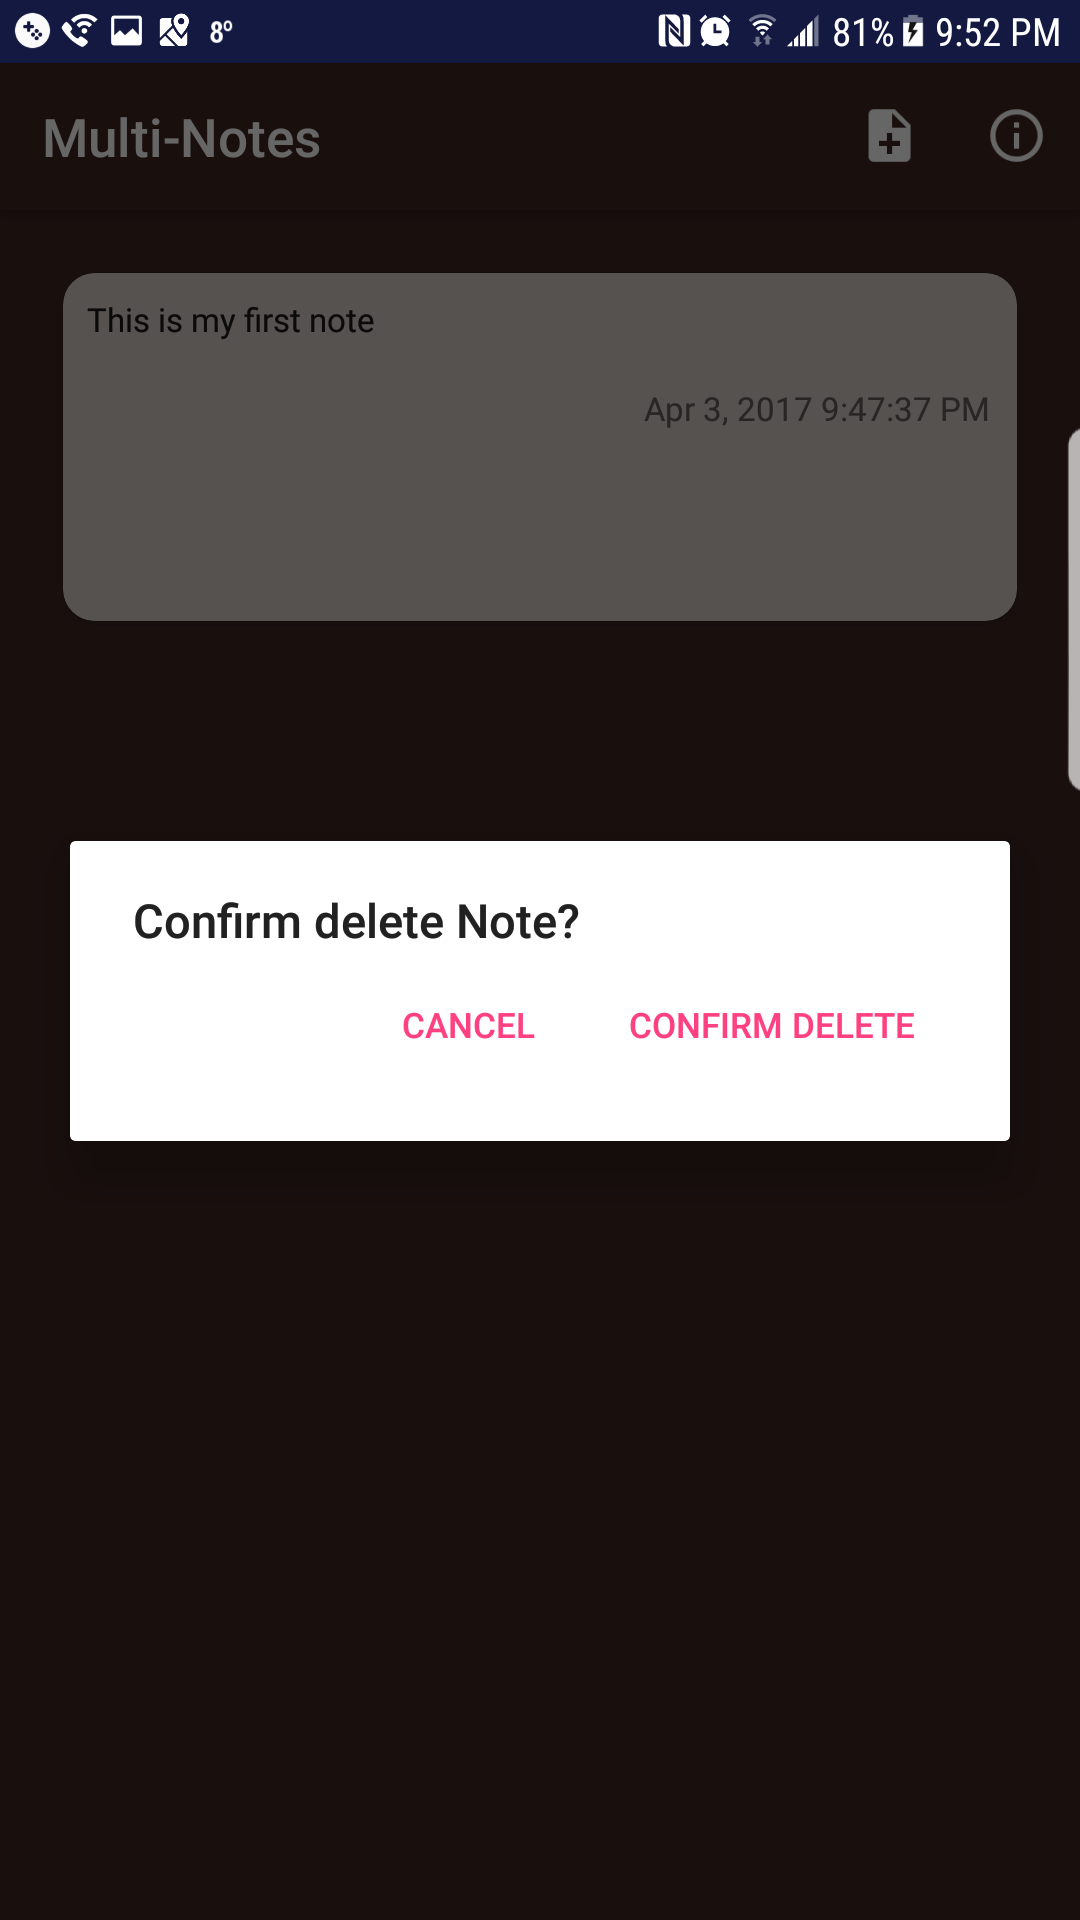 8° 81% 9:52 PM
Multi-Notes
This is my first note
Apr 3, 2017 9:47:37 PM
Confirm delete Note?
CANCEL CONFIRM DELETE